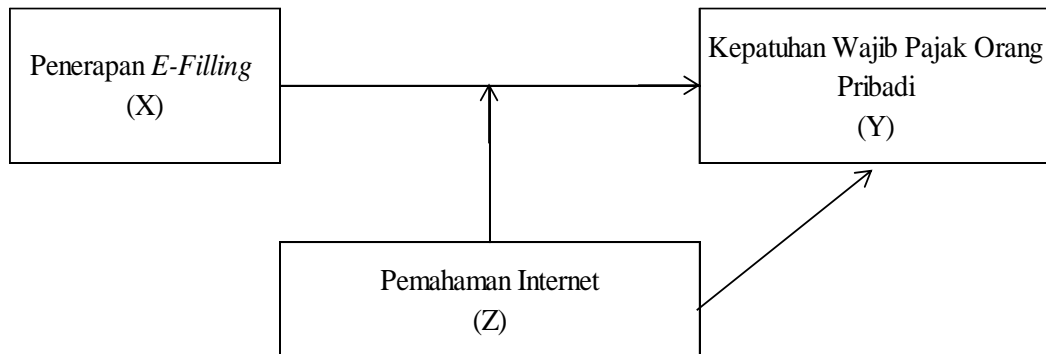 Penerapan E-Filling
(X)
Kepatuhan Wajib Pajak Orang
Pribadi
(Y)
Pemahaman Internet
(Z)